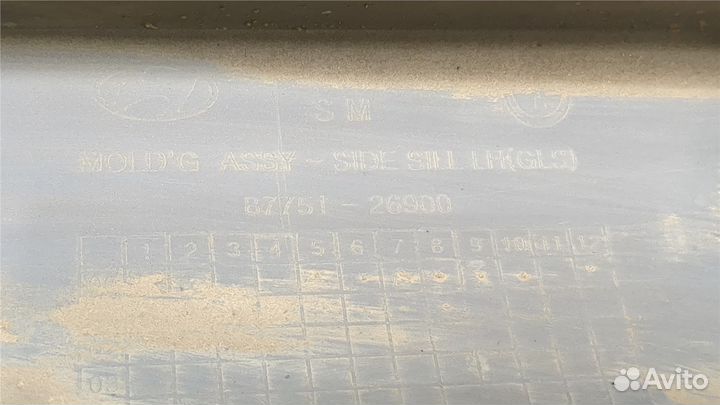 SM
MOLD'G ASSY - SIDE SILL LH(GLS)
87751 - 26900
1 2 3 4 5 6 7 8 9 10 11 12
Avito